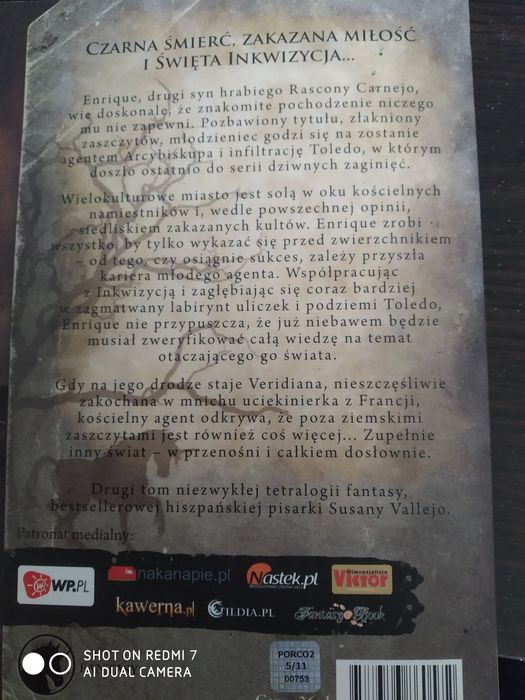 Czarna śmierć, zakazana miłość
i Święta Inkwizycja...
Enrique, drugi syn hrabiego Rascony Carnejo,
wie doskonale, że znakomite pochodzenie niczego
mu nie zapewni. Pozbawiony tytułu, złakniony
zaszczytów, młodzieniec godzi się na zostanie
agentem Arcybiskupa i infiltrację Toledo, w którym
doszło ostatnio do serii dziwnych zaginięć.
Wielokulturowe miasto jest solą w oku kościelnych
namiestników i, wedle powszechnej opinii,
siedliskiem zakazanych kultów. Enrique zrobi
wszystko, by tylko wykazać się przed zwierzchnikiem
– od tego, czy osiągnie sukces, zależy przyszła
kariera młodego agenta. Współpracując
z Inkwizycją i zagłębiając się coraz bardziej
w zagmatwany labirynt uliczek i podziemi Toledo,
Enrique nie przypuszcza, że już niebawem będzie
musiał zweryfikować całą wiedzę na temat
otaczającego go świata.
Gdy na jego drodze staje Veridiana, nieszczęśliwie
zakochana w mnichu uciekinierka z Francji,
kościelny agent odkrywa, że poza ziemskimi
zaszczytami jest również coś więcej... Zupełnie
inny świat – w przenośni i całkiem dosłownie.
Drugi tom niezwykłej tetralogii fantasy,
bestsellerowej hiszpańskiej pisarki Susany Vallejo.
Patronat medialny:
WP.PL
nakanapie.pl
Nastek.pl
Victor
kawerna.pl
GILDIA.PL
Fantasy Book
SHOT ON REDMI 7
AI DUAL CAMERA
PORCO2
5/11
00753